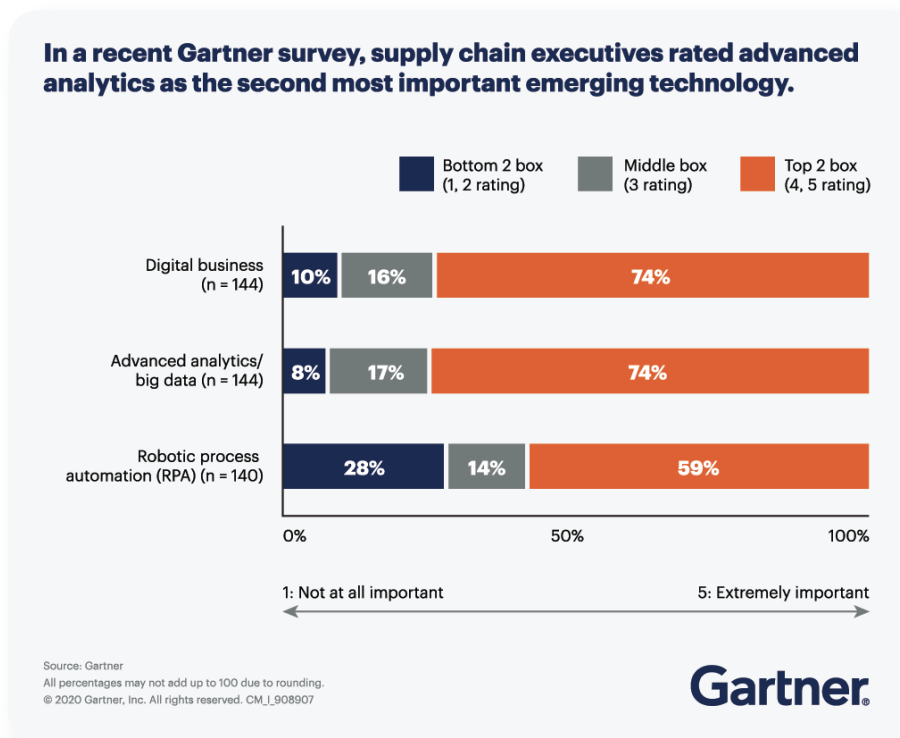 In a recent Gartner survey, supply chain executives rated advanced
analytics as the second most important emerging technology.
Bottom 2 box
(1, 2 rating)
Middle box
(3 rating)
Top 2 box
(4, 5 rating)
Digital business
(n = 144)
10% 16% 74%
Advanced analytics/
big data (n = 144)
8% 17% 74%
Robotic process
automation (RPA) (n = 140)
28% 14% 59%
0% 50% 100%
1: Not at all important 5: Extremely important
Source: Gartner
All percentages may not add up to 100 due to rounding.
© 2020 Gartner, Inc. All rights reserved. CM_I_908907
Gartner®